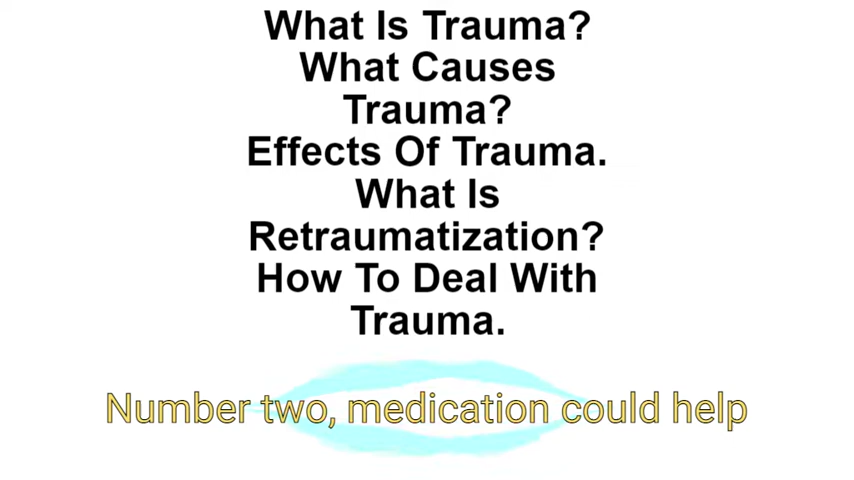 What Is Trauma?
What Causes
Trauma?
Effects Of Trauma.
What Is
Retraumatization?
How To Deal With
Trauma.
Number two, medication could help